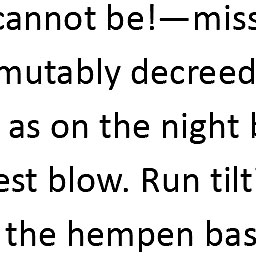 cannot be!—miss
mutably decreed
as on the night b
est blow. Run tilt
the hempen bas